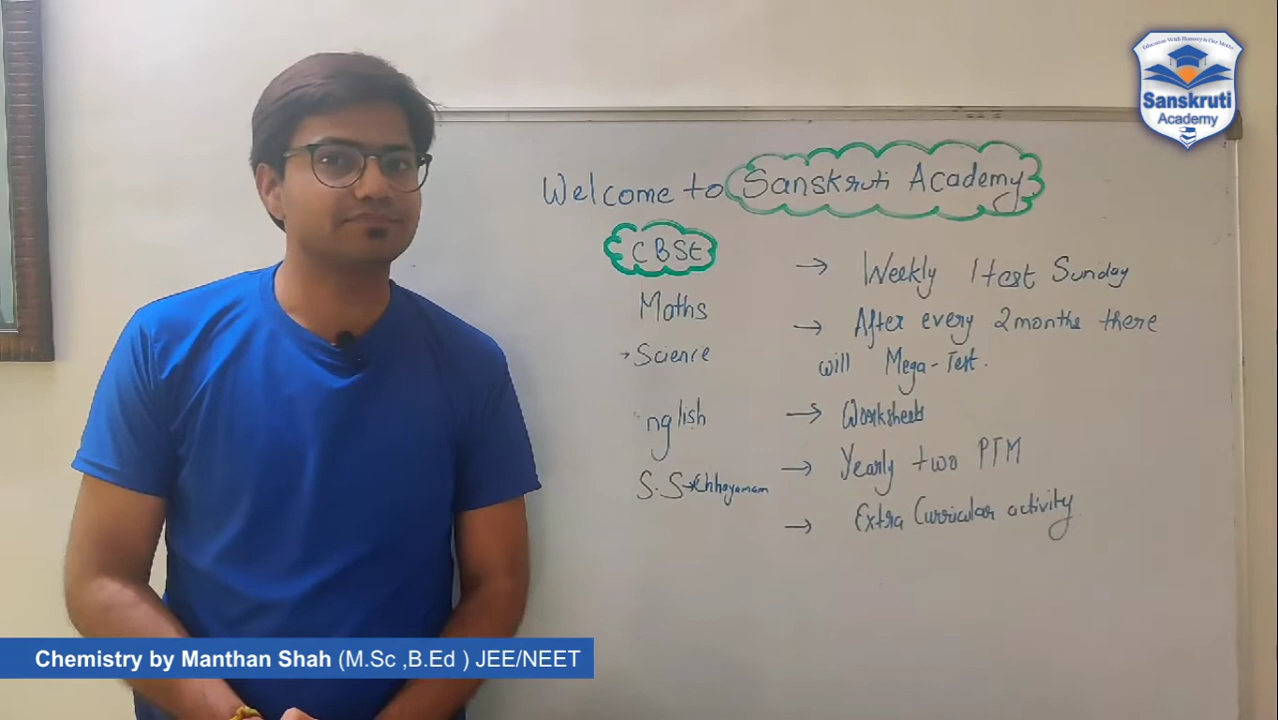 Education With Honesty is Our Motto
Sanskruti
Academy
Welcome to Sanskruti Academy
CBSE
Maths
→ Science
nglish
S.S → Chhayamam
→ Weekly 1 test Sunday
→ After every 2 months there
will Mega-Test.
→ Worksheets
→ Yearly two PTM
→ Extra Curricular activity
Chemistry by Manthan Shah (M.Sc ,B.Ed ) JEE/NEET